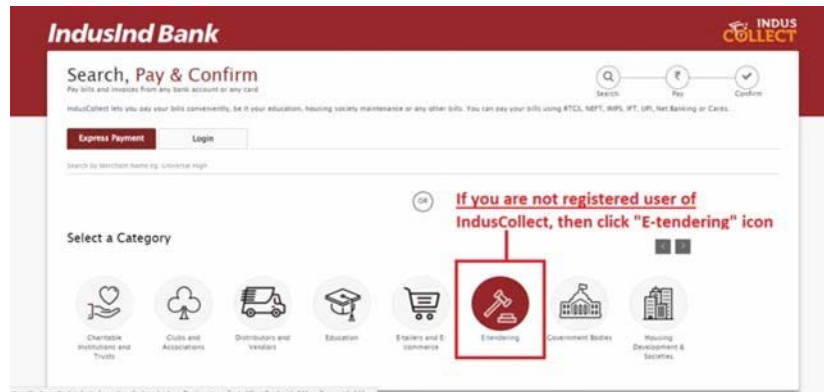 IndusInd Bank
INDUS
COLLECT
Search, Pay & Confirm
Pay bills and invoices from any bank account or any card
Search
Pay
Confirm
IndusCollect lets you pay your bills conveniently, be it your education, housing society maintenance or any other bills. You can pay your bills using RTGS, NEFT, IMPS, IFT, UPI, Net Banking or Cards.
Express Payment
Login
Search by Merchant Name eg. Universal High
OR
If you are not registered user of
IndusCollect, then click "E-tendering" icon
Select a Category
Charitable
Institutions and
Trusts
Clubs and
Associations
Distributors and
Vendors
Education
E-tailers and E-
commerce
E-tendering
Government Bodies
Housing
Development &
Societies